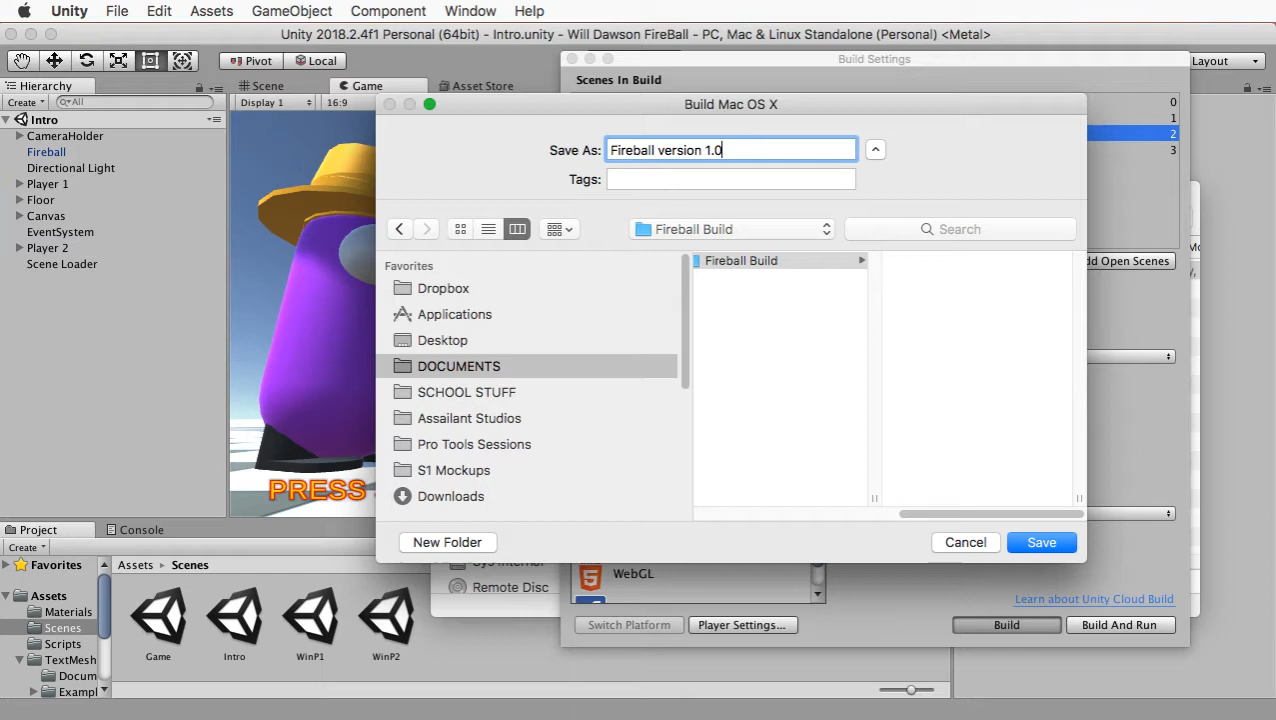 Unity File Edit Assets GameObject Component Window Help
Unity 2018.2.4f1 Personal (64bit) - Intro.unity - Will Dawson FireBall - PC, Mac & Linux Standalone (Personal) <Metal>
Pivot Local Layout
Build Settings
Hierarchy Scene Game Asset Store Scenes In Build
Create All Display 1 16:9 Build Mac OS X 0
Intro 1
CameraHolder 2
Fireball Save As: Fireball version 1.0 3
Directional Light
Player 1 Tags:
Floor
Canvas
EventSystem Fireball Build Search
Player 2
Scene Loader Favorites Fireball Build dd Open Scenes
Dropbox
Applications
Desktop
DOCUMENTS
SCHOOL STUFF
Assailant Studios
Pro Tools Sessions
S1 Mockups
PRESS
Downloads
Project Console
New Folder Cancel Save
Create
Favorites Assets Scenes
Remote Disc WebGL
Assets
Materials Learn about Unity Cloud Build
Scenes Switch Platform Player Settings... Build Build And Run
Scripts
TextMesh Game Intro WinP1 WinP2
Docum
Exampl